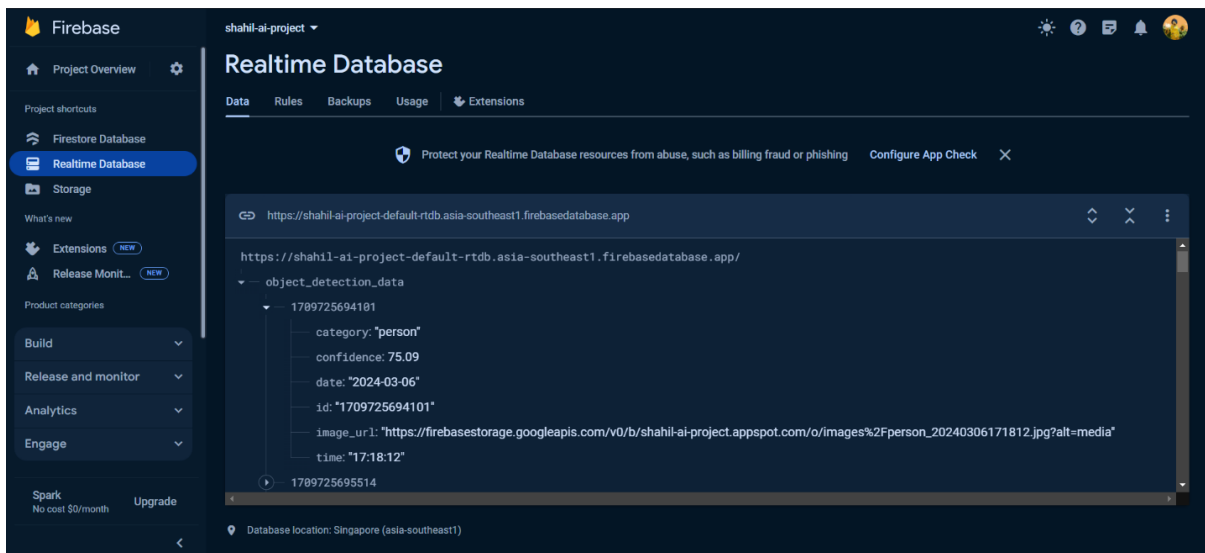 Firebase
Project Overview
Project shortcuts
Firestore Database
Realtime Database
Storage
What's new
Extensions NEW
Release Monit... NEW
Product categories
Build
Release and monitor
Analytics
Engage
Spark
No cost $0/month
Upgrade
shahil-ai-project
Realtime Database
Data Rules Backups Usage Extensions
Protect your Realtime Database resources from abuse, such as billing fraud or phishing Configure App Check
https://shahil-ai-project-default-rtdb.asia-southeast1.firebasedatabase.app
https://shahil-ai-project-default-rtdb.asia-southeast1.firebasedatabase.app/
object_detection_data
1709725694101
category: "person"
confidence: 75.09
date: "2024-03-06"
id: "1709725694101"
image_url: "https://firebasestorage.googleapis.com/v0/b/shahil-ai-project.appspot.com/o/images%2Fperson_20240306171812.jpg?alt=media"
time: "17:18:12"
1709725695514
Database location: Singapore (asia-southeast1)